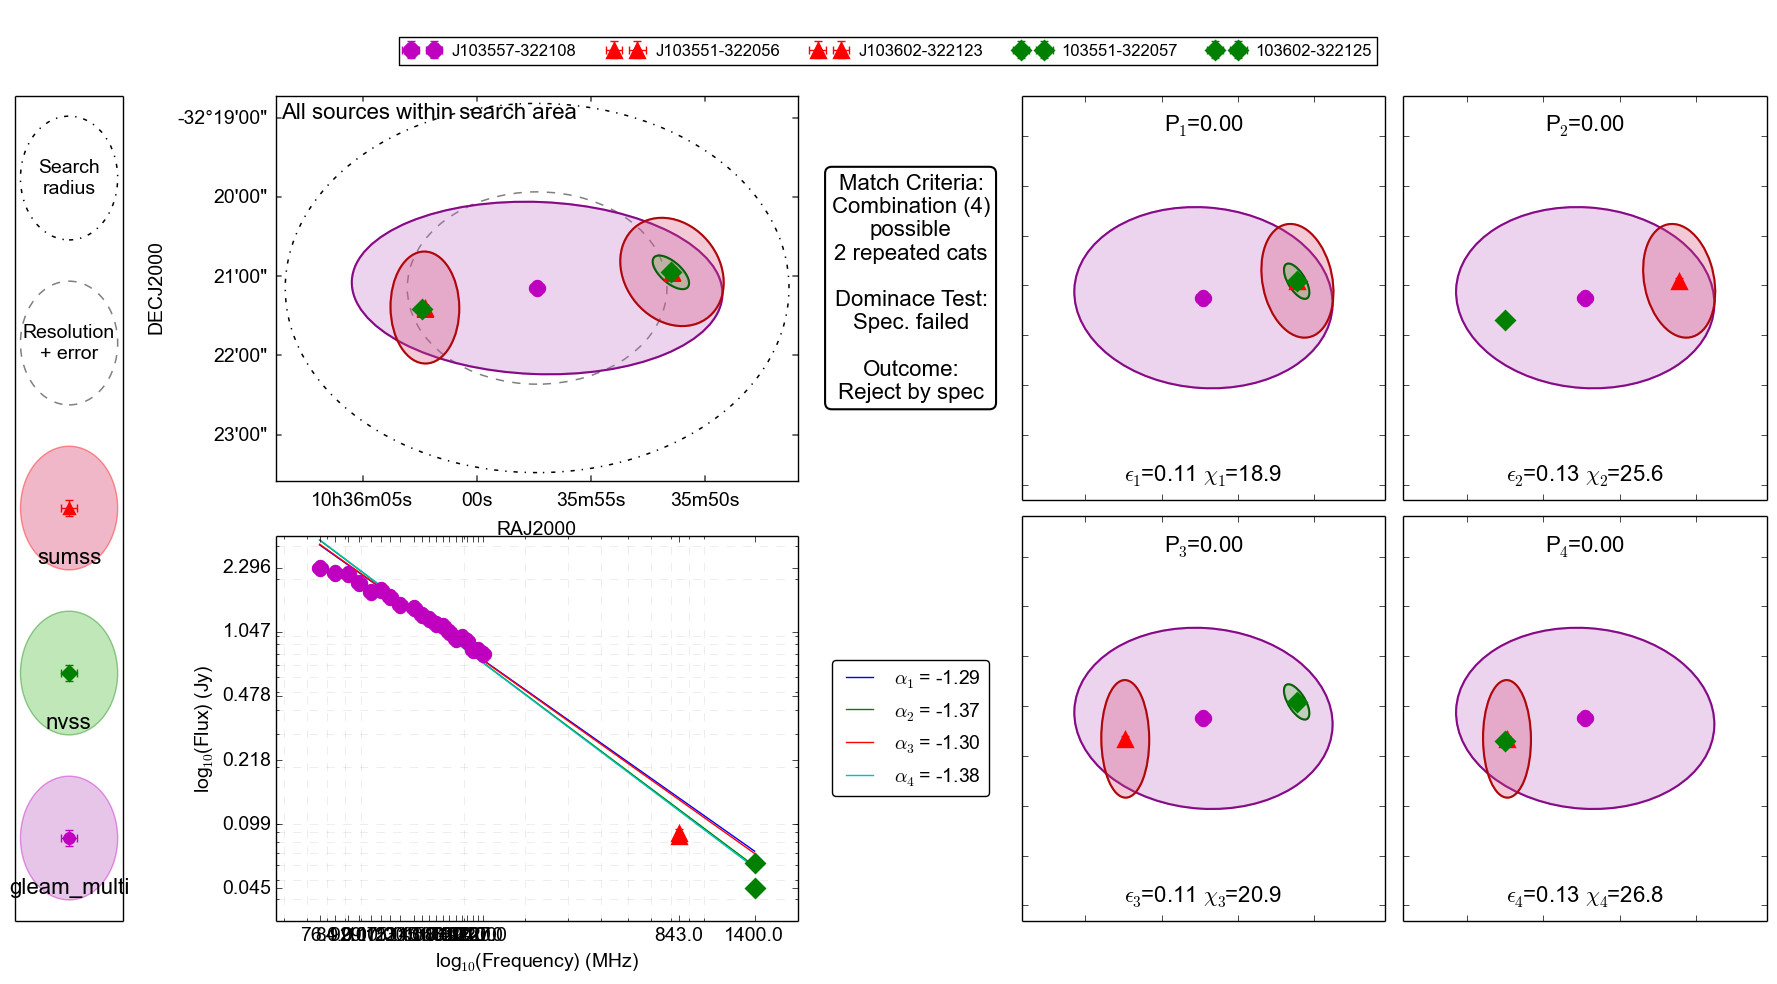 J103557-322108 J103551-322056 J103602-322123 103551-322057 103602-322125
Search
radius
Resolution
+ error
sumss
nvss
gleam_multi
All sources within search area
-32°19'00"
20'00"
21'00"
22'00"
23'00"
DECJ2000
10h36m05s 00s 35m55s 35m50s
RAJ2000
Match Criteria:
Combination (4)
possible
2 repeated cats
Dominace Test:
Spec. failed
Outcome:
Reject by spec
P1=0.00
ϵ1=0.11 χ1=18.9
P2=0.00
ϵ2=0.13 χ2=25.6
2.296
1.047
0.478
0.218
0.099
0.045
log10(Flux) (Jy)
843.0 1400.0
log10(Frequency) (MHz)
α1 = -1.29
α2 = -1.37
α3 = -1.30
α4 = -1.38
P3=0.00
ϵ3=0.11 χ3=20.9
P4=0.00
ϵ4=0.13 χ4=26.8